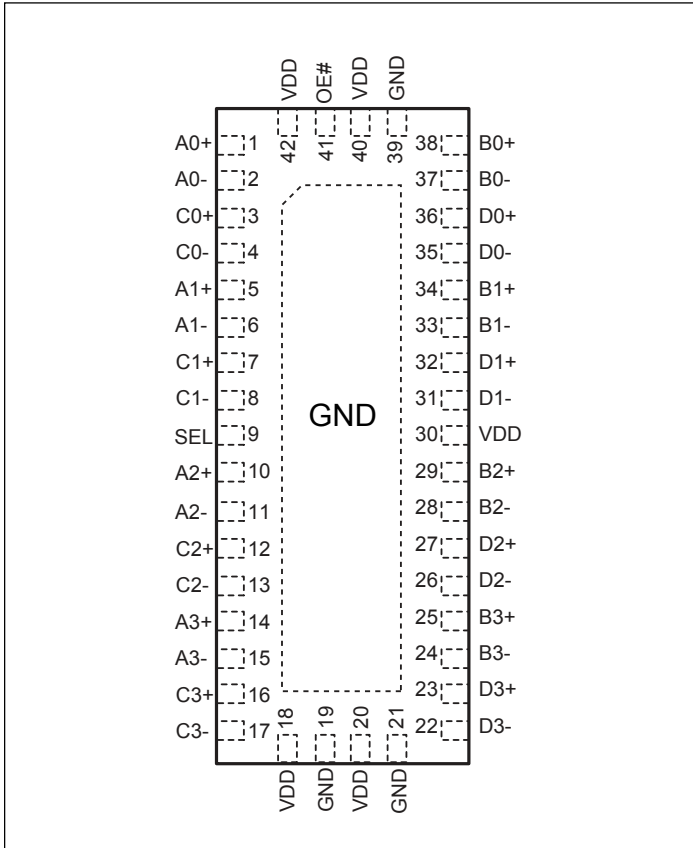 VDD OE# VDD GND
42 41 40 39
A0+ 1 38 B0+
A0- 2 37 B0-
C0+ 3 36 D0+
C0- 4 35 D0-
A1+ 5 34 B1+
A1- 6 33 B1-
C1+ 7 32 D1+
C1- 8 31 D1-
GND
SEL 9 30 VDD
A2+ 10 29 B2+
A2- 11 28 B2-
C2+ 12 27 D2+
C2- 13 26 D2-
A3+ 14 25 B3+
A3- 15 24 B3-
C3+ 16 23 D3+
C3- 17 22 D3-
18 19 20 21
VDD GND VDD GND